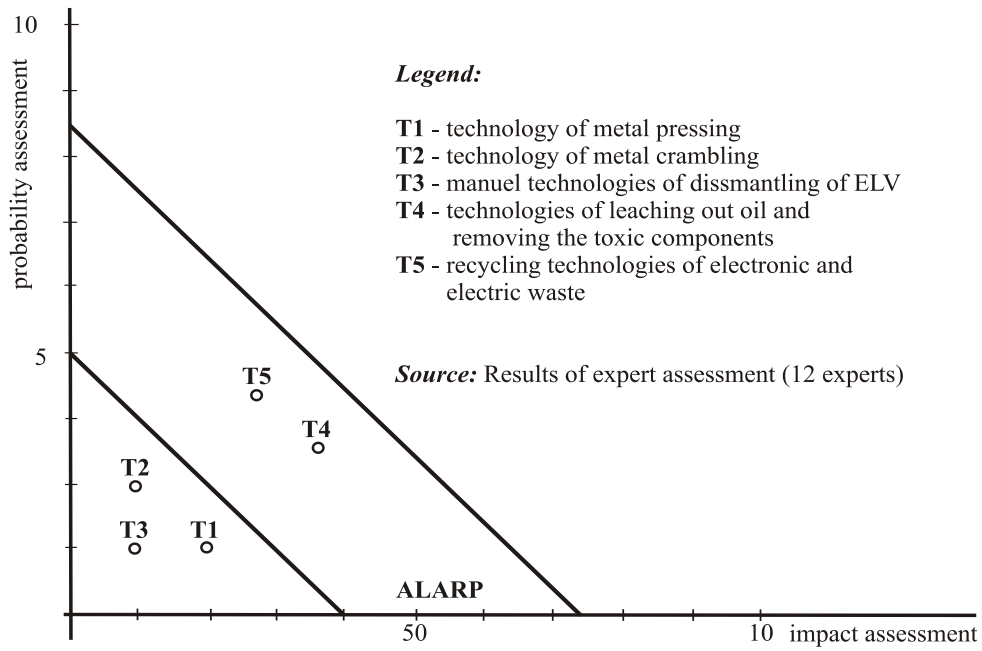 10
probability assessment
Legend:
T1 - technology of metal pressing
T2 - technology of metal crambling
T3 - manuel technologies of dissmantling of ELV
T4 - technologies of leaching out oil and
removing the toxic components
T5 - recycling technologies of electronic and
electric waste
5
Source: Results of expert assessment (12 experts)
T5
T4
T2
T3
T1
ALARP
50
10
impact assessment